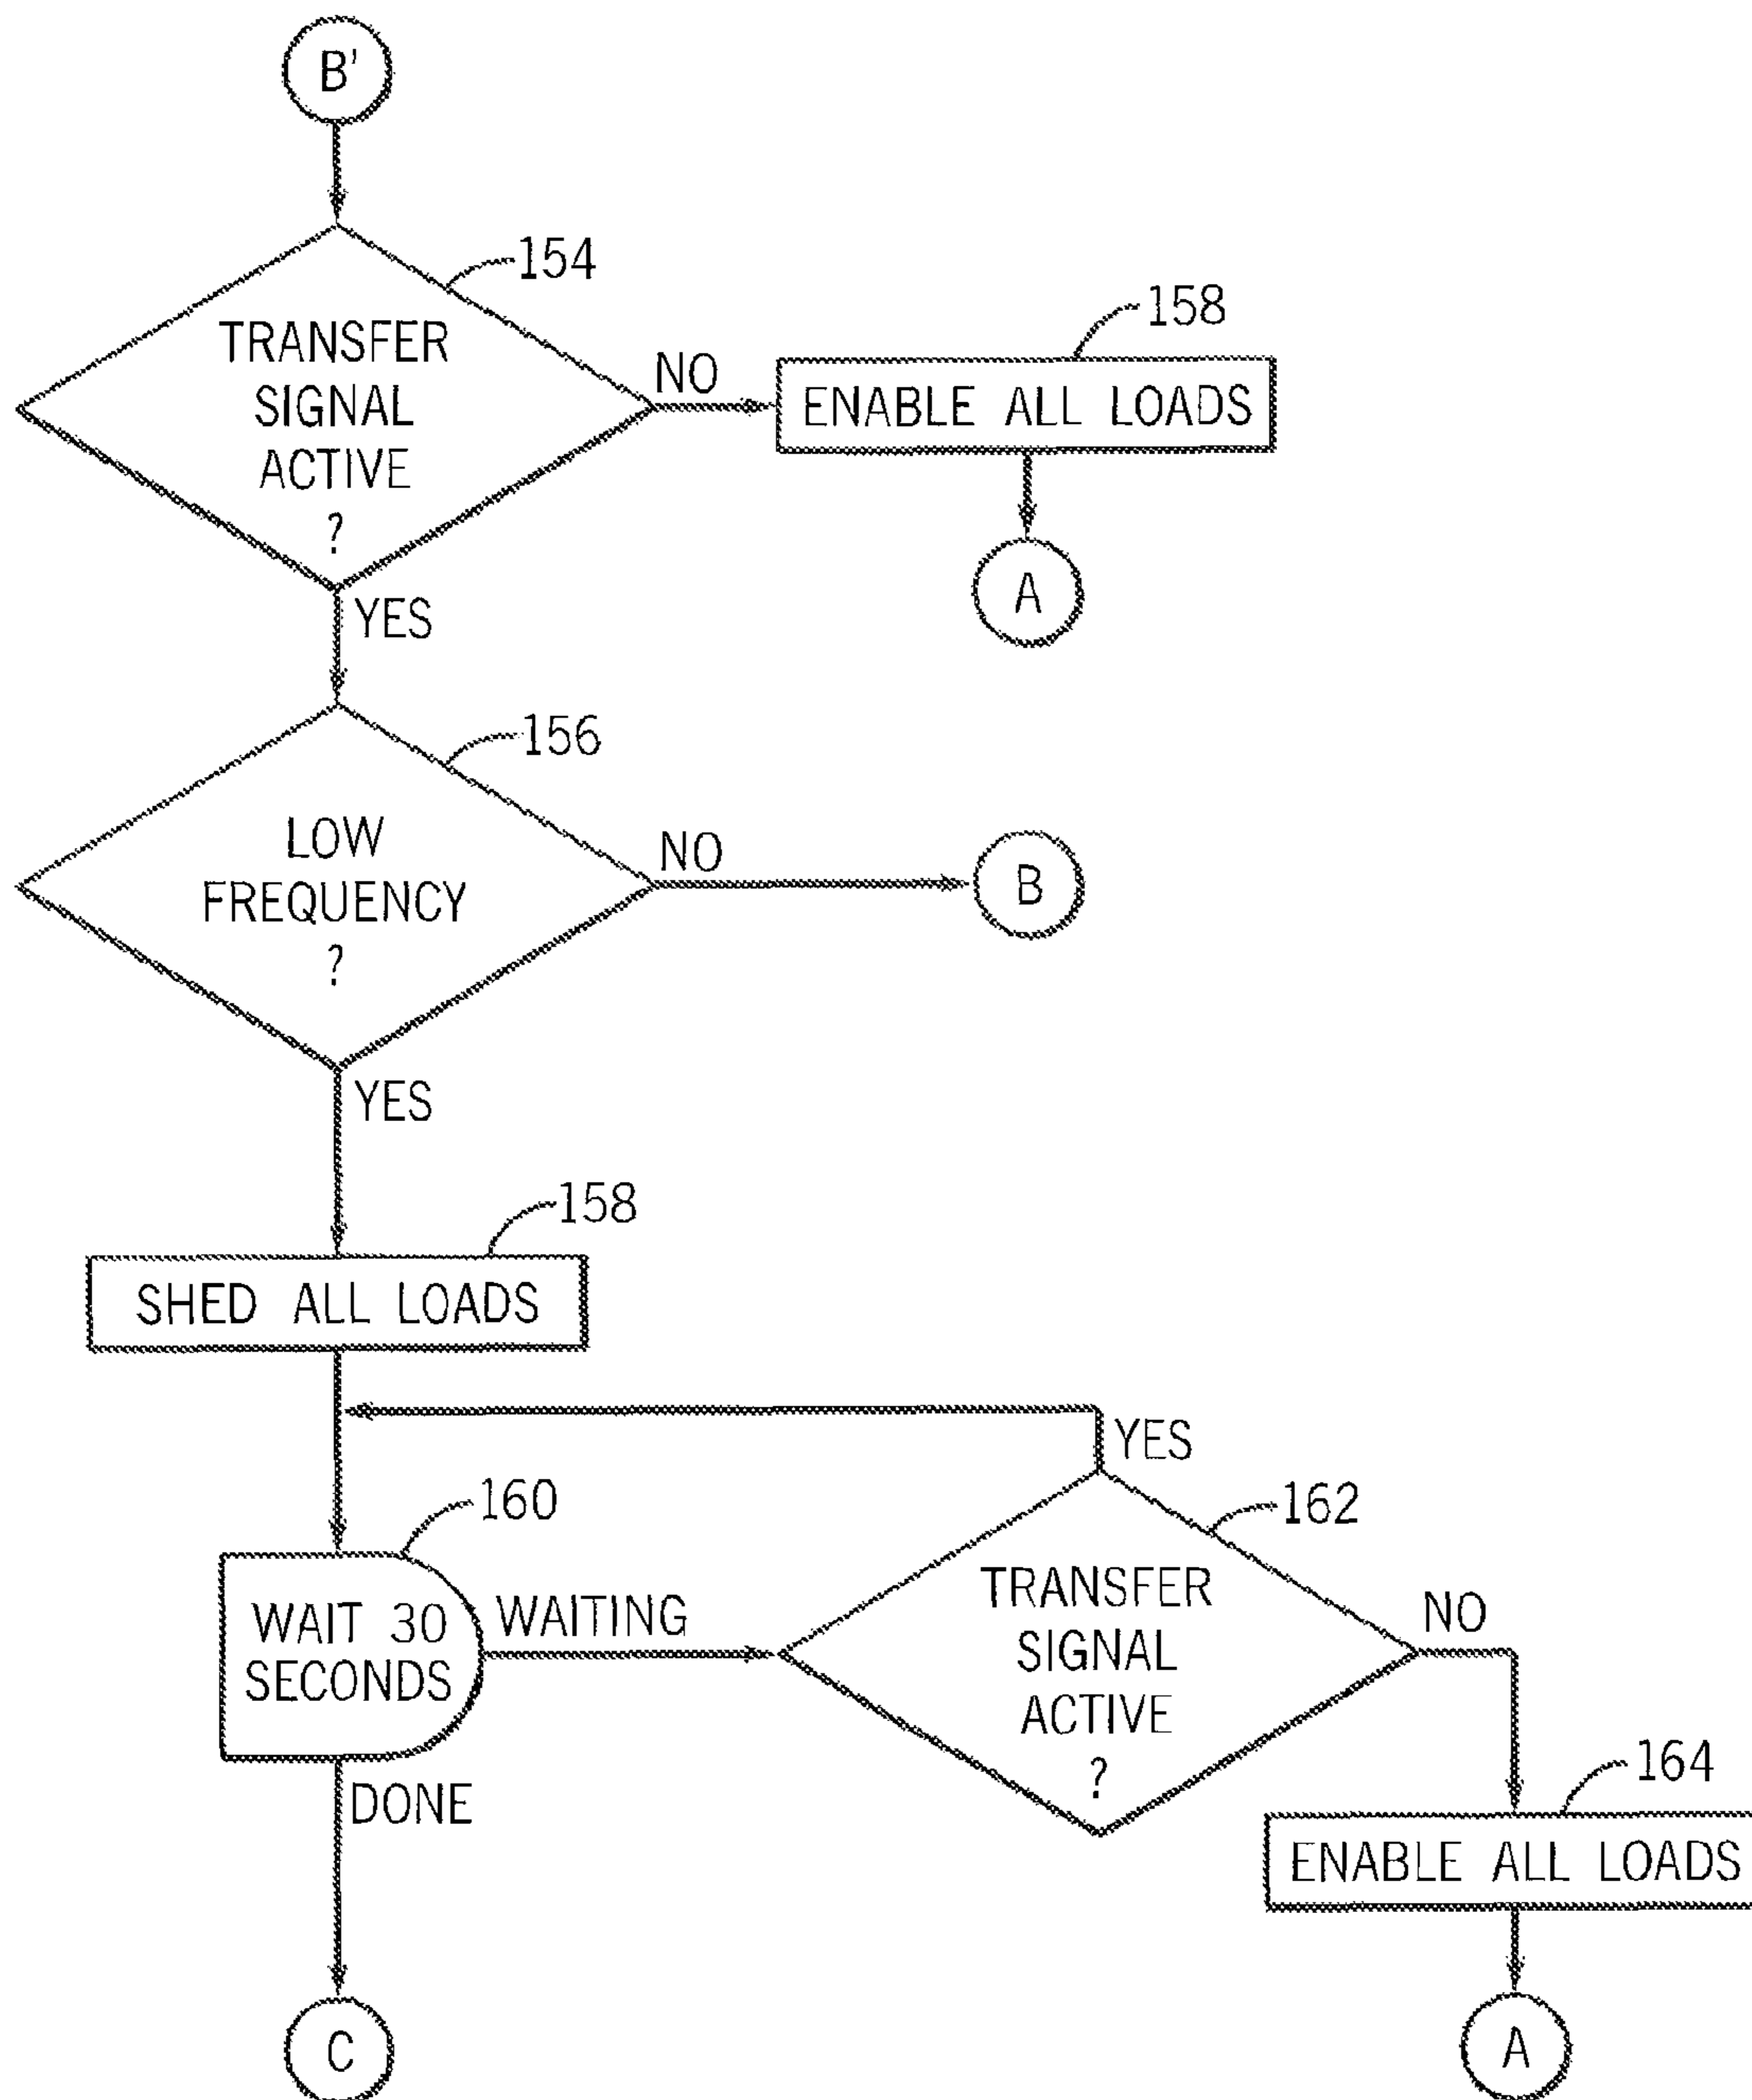 B'
154
TRANSFER
SIGNAL
ACTIVE
?
NO
158
ENABLE ALL LOADS
A
YES
156
LOW
FREQUENCY
?
NO
B
YES
158
SHED ALL LOADS
YES
160
WAIT 30
SECONDS
WAITING
162
TRANSFER
SIGNAL
ACTIVE
?
NO
164
ENABLE ALL LOADS
A
DONE
C